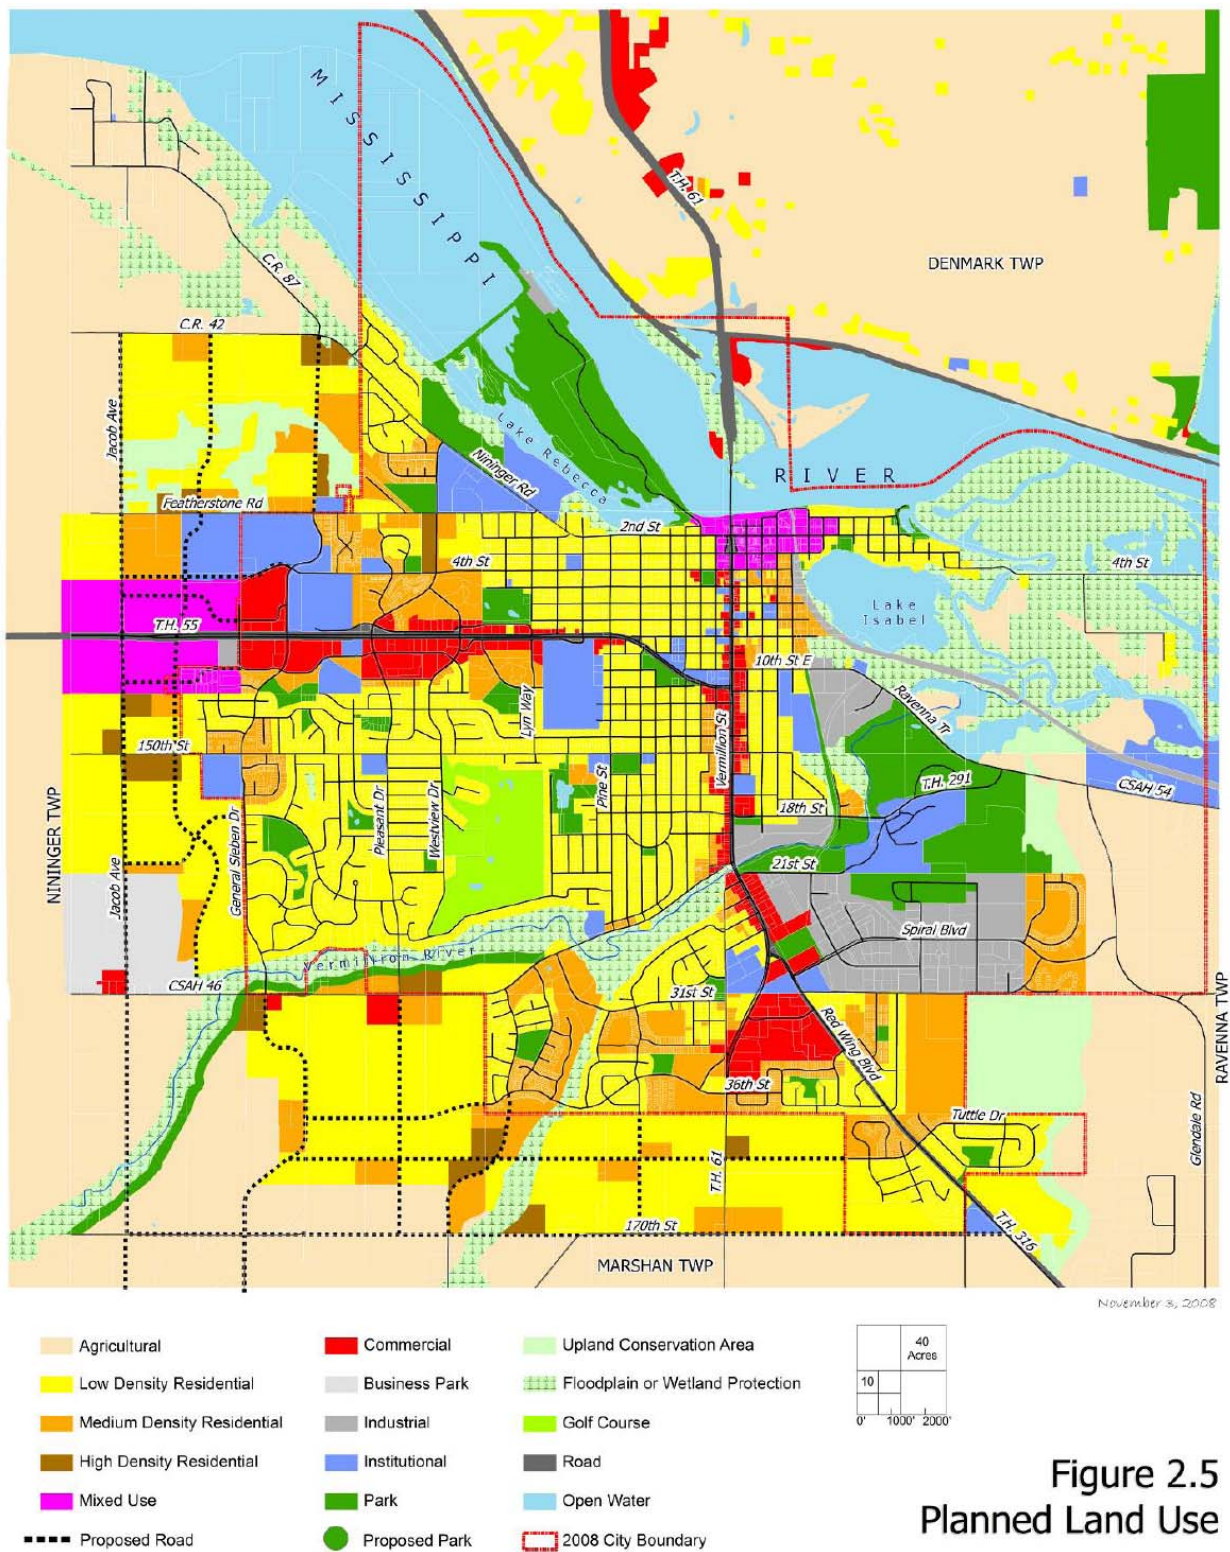 MISSISSIPPI
T.H. 61
DENMARK TWP
C.R. 87
C.R. 42
Jacob Ave
Lake Rebecca
Nininger Rd
RIVER
Featherstone Rd
2nd St
4th St
4th St
Lake
Isabel
T.H. 55
10th St E
Ravenna Tr
Lyn Way
Vermillion St
150th St
Pine St
T.H. 291
CSAH 54
18th St
Pleasant Dr
Westview Dr
NININGER TWP
General Sieben Dr
Jacob Ave
21st St
Spiral Blvd
Vermillion River
CSAH 46
31st St
Red Wing Blvd
RAVENNA TWP
36th St
Tuttle Dr
Glendale Rd
T.H. 61
170th St
T.H. 316
MARSHAN TWP
November 3, 2008
Agricultural
Low Density Residential
Medium Density Residential
High Density Residential
Mixed Use
Proposed Road
Commercial
Business Park
Industrial
Institutional
Park
Proposed Park
Upland Conservation Area
Floodplain or Wetland Protection
Golf Course
Road
Open Water
2008 City Boundary
40
Acres
10
0' 1000' 2000'
Figure 2.5
Planned Land Use